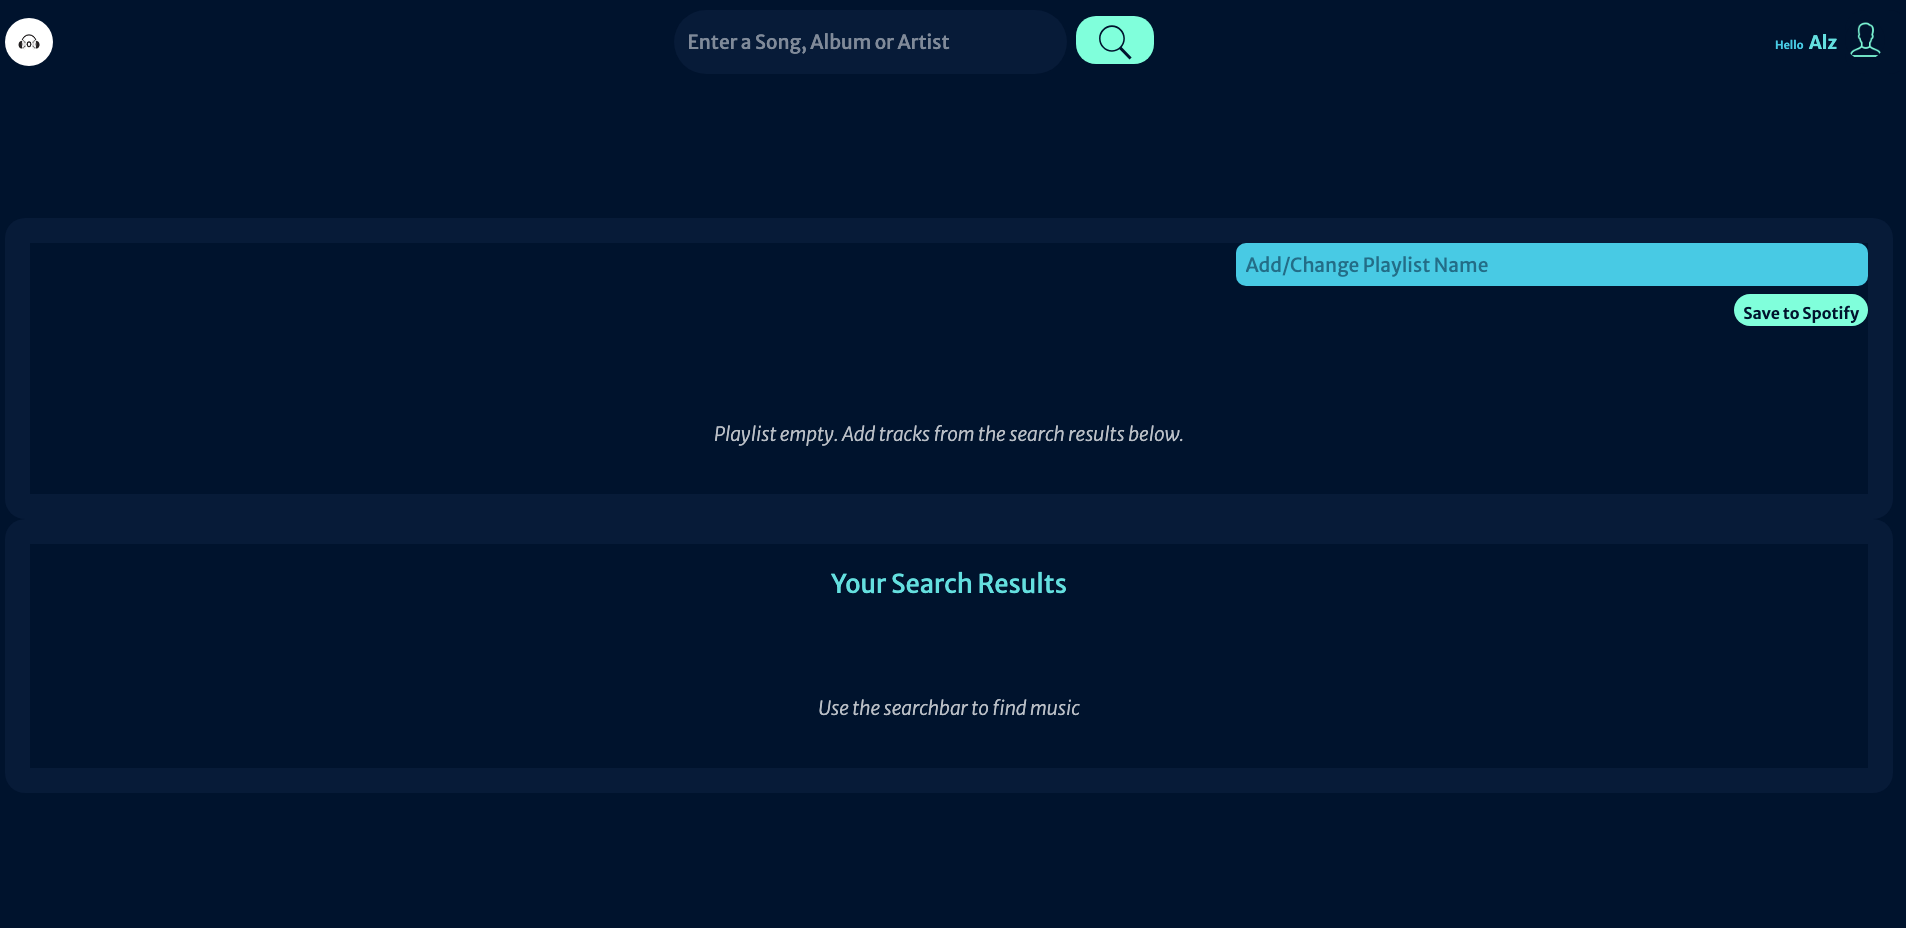 Enter a Song, Album or Artist
Hello Alz
Add/Change Playlist Name
Save to Spotify
Playlist empty. Add tracks from the search results below.
Your Search Results
Use the searchbar to find music